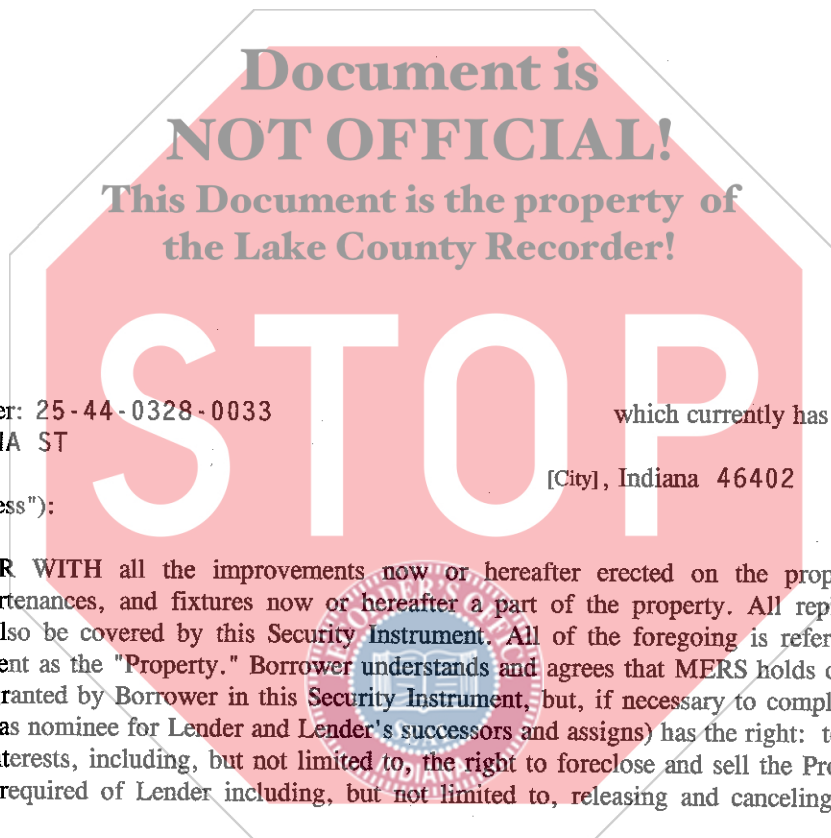 Document is
NOT OFFICIAL!
This Document is the property of
the Lake County Recorder!
STOP
er: 25-44-0328-0033 which currently has
IA ST
[City], Indiana 46402
ess"):
R WITH all the improvements now or hereafter erected on the prop
rtenances, and fixtures now or hereafter a part of the property. All repl
lso be covered by this Security Instrument. All of the foregoing is refer
ent as the "Property." Borrower understands and agrees that MERS holds o
ranted by Borrower in this Security Instrument, but, if necessary to compl
as nominee for Lender and Lender's successors and assigns) has the right: t
terests, including, but not limited to, the right to foreclose and sell the Pro
required of Lender including, but not limited to, releasing and canceling
RECORDER'S OFFICE
INDIANA